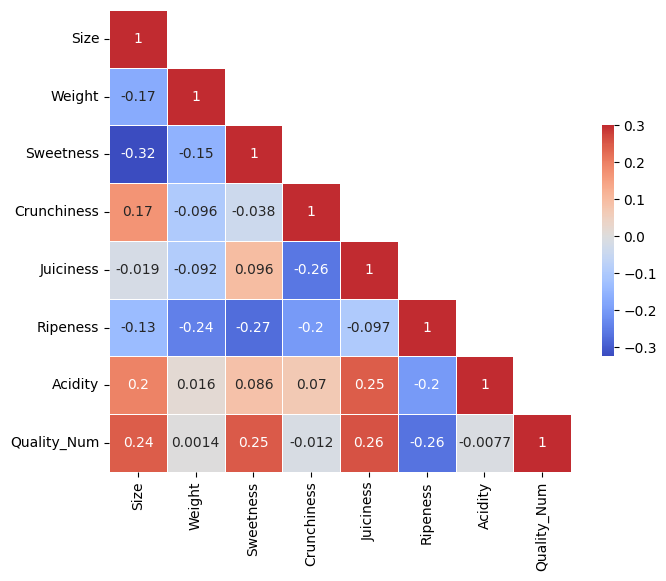 Size 1
Weight -0.17 1
Sweetness -0.32 -0.15 1
Crunchiness 0.17 -0.096 -0.038 1
Juiciness -0.019 -0.092 0.096 -0.26 1
Ripeness -0.13 -0.24 -0.27 -0.2 -0.097 1
Acidity 0.2 0.016 0.086 0.07 0.25 -0.2 1
Quality_Num 0.24 0.0014 0.25 -0.012 0.26 -0.26 -0.0077 1
Size Weight Sweetness Crunchiness Juiciness Ripeness Acidity Quality_Num
0.3
0.2
0.1
0.0
−0.1
−0.2
−0.3